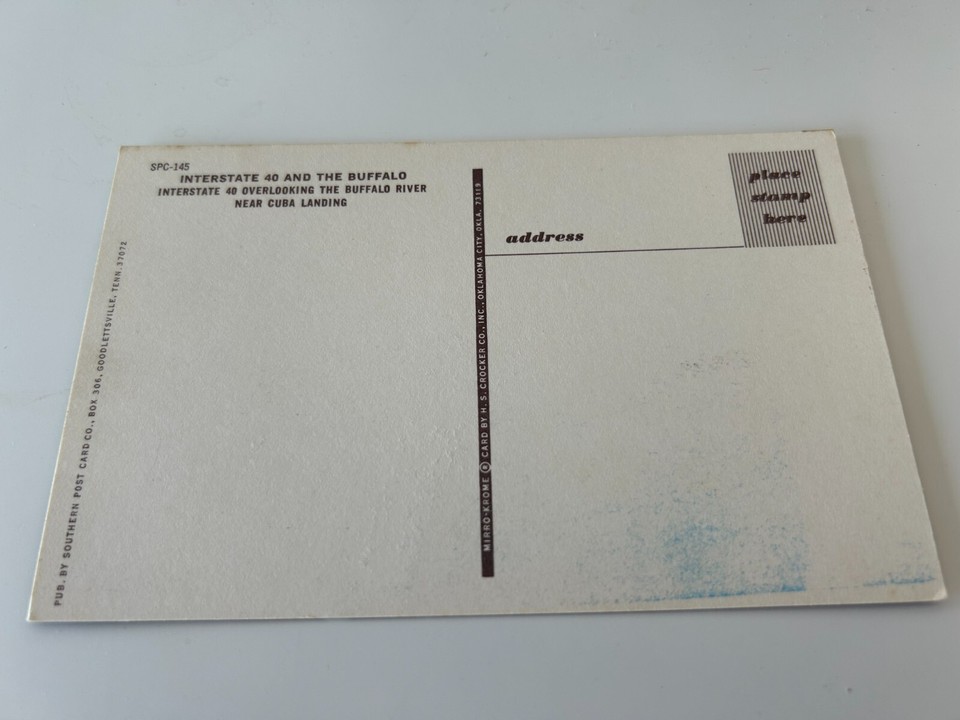 SPC-145
INTERSTATE 40 AND THE BUFFALO
INTERSTATE 40 OVERLOOKING THE BUFFALO RIVER
NEAR CUBA LANDING
PUB. BY SOUTHERN POST CARD CO., BOX 306, GOODLETTSVILLE, TENN. 37072
MIRRO-KROME ® CARD BY H. S. CROCKER CO., INC., OKLAHOMA CITY, OKLA. 73119
address
place
stamp
here